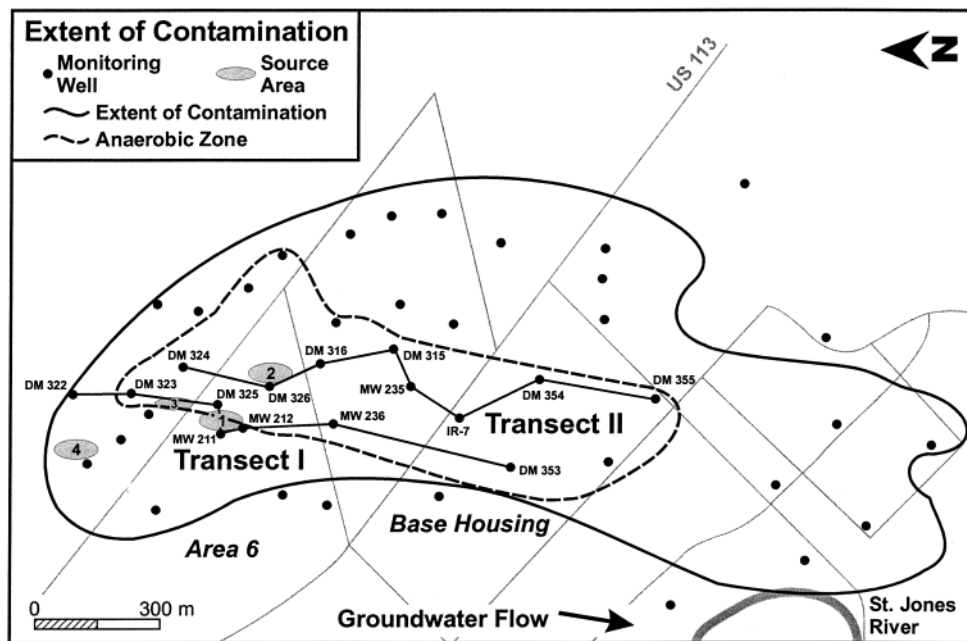 Extent of Contamination
Monitoring Well
Source Area
Extent of Contamination
Anaerobic Zone
N
US 113
DM 324
DM 316
DM 315
DM 322
DM 323
2
DM 326
MW 235
DM 355
3
DM 325
DM 354
1
MW 212
MW 236
IR-7
MW 211
4
Transect I
Transect II
DM 353
Area 6
Base Housing
0
300 m
Groundwater Flow
St. Jones
River